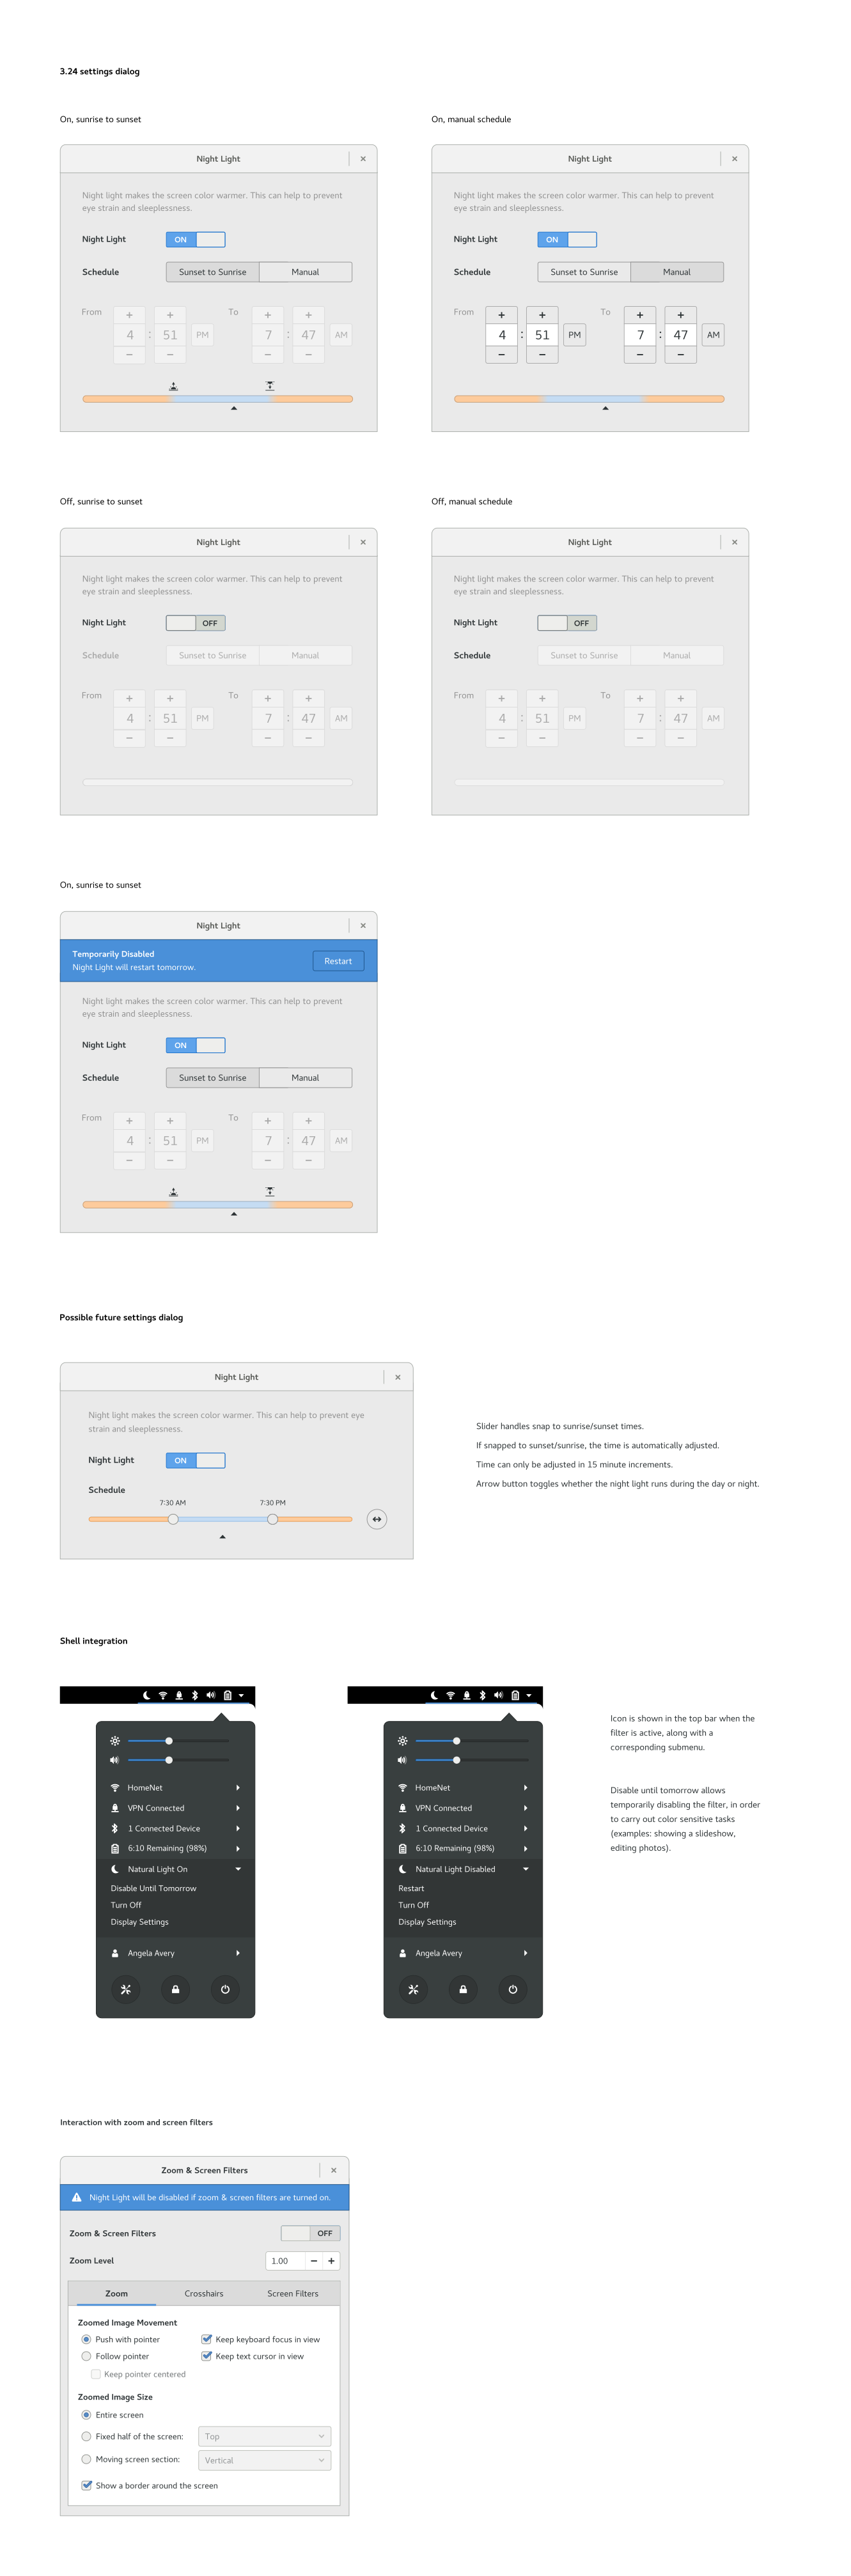 3.24 settings dialog
On, sunrise to sunset
On, manual schedule
Night Light
Night light makes the screen color warmer. This can help to prevent
eye strain and sleeplessness.
Night Light ON
Schedule Sunset to Sunrise Manual
From + + To + +
4 : 51 PM 7 : 47 AM
− − − −
Night Light
Night light makes the screen color warmer. This can help to prevent
eye strain and sleeplessness.
Night Light ON
Schedule Sunset to Sunrise Manual
From + + To + +
4 : 51 PM 7 : 47 AM
− − − −
Off, sunrise to sunset
Off, manual schedule
Night Light
Night light makes the screen color warmer. This can help to prevent
eye strain and sleeplessness.
Night Light OFF
Schedule Sunset to Sunrise Manual
From + + To + +
4 : 51 PM 7 : 47 AM
− − − −
Night Light
Night light makes the screen color warmer. This can help to prevent
eye strain and sleeplessness.
Night Light OFF
Schedule Sunset to Sunrise Manual
From + + To + +
4 : 51 PM 7 : 47 AM
− − − −
On, sunrise to sunset
Night Light
Temporarily Disabled
Night Light will restart tomorrow.
Restart
Night light makes the screen color warmer. This can help to prevent
eye strain and sleeplessness.
Night Light ON
Schedule Sunset to Sunrise Manual
From + + To + +
4 : 51 PM 7 : 47 AM
− − − −
Possible future settings dialog
Night Light
Night light makes the screen color warmer. This can help to prevent eye
strain and sleeplessness.
Night Light ON
Schedule
7:30 AM 7:30 PM
Slider handles snap to sunrise/sunset times.
If snapped to sunset/sunrise, the time is automatically adjusted.
Time can only be adjusted in 15 minute increments.
Arrow button toggles whether the night light runs during the day or night.
Shell integration
HomeNet
VPN Connected
1 Connected Device
6:10 Remaining (98%)
Natural Light On
Disable Until Tomorrow
Turn Off
Display Settings
Angela Avery
HomeNet
VPN Connected
1 Connected Device
6:10 Remaining (98%)
Natural Light Disabled
Restart
Turn Off
Display Settings
Angela Avery
Icon is shown in the top bar when the
filter is active, along with a
corresponding submenu.
Disable until tomorrow allows
temporarily disabling the filter, in order
to carry out color sensitive tasks
(examples: showing a slideshow,
editing photos).
Interaction with zoom and screen filters
Zoom & Screen Filters
Night Light will be disabled if zoom & screen filters are turned on.
Zoom & Screen Filters OFF
Zoom Level 1.00 − +
Zoom Crosshairs Screen Filters
Zoomed Image Movement
Push with pointer Keep keyboard focus in view
Follow pointer Keep text cursor in view
Keep pointer centered
Zoomed Image Size
Entire screen
Fixed half of the screen: Top
Moving screen section: Vertical
Show a border around the screen